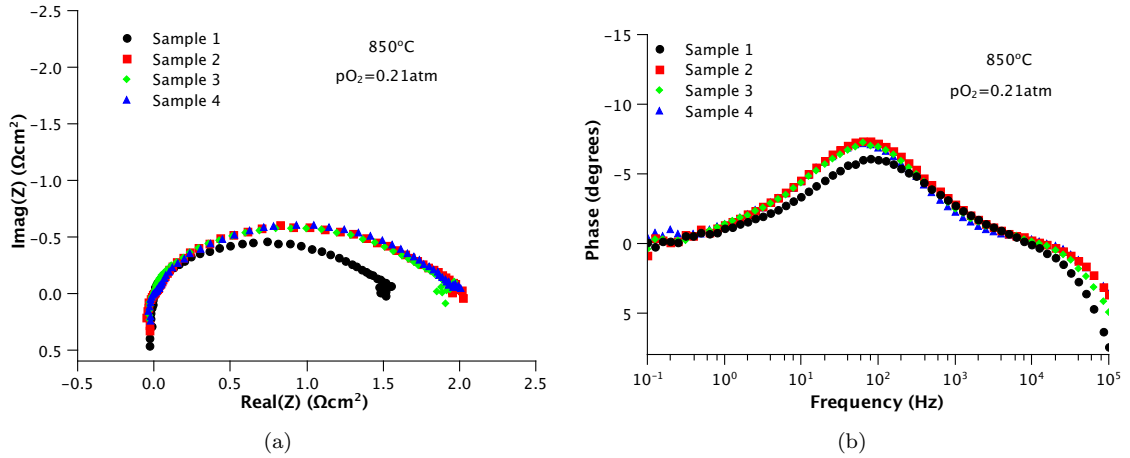 -2.5
-2.0
-1.5
-1.0
-0.5
0.0
0.5
Imag(Z) (Ωcm²)
Sample 1
Sample 2
Sample 3
Sample 4
850°C
pO₂=0.21atm
-0.5 0.0 0.5 1.0 1.5 2.0 2.5
Real(Z) (Ωcm²)
(a)
-15
-10
-5
0
5
Phase (degrees)
Sample 1
Sample 2
Sample 3
Sample 4
850°C
pO₂=0.21atm
10⁻¹ 10⁰ 10¹ 10² 10³ 10⁴ 10⁵
Frequency (Hz)
(b)